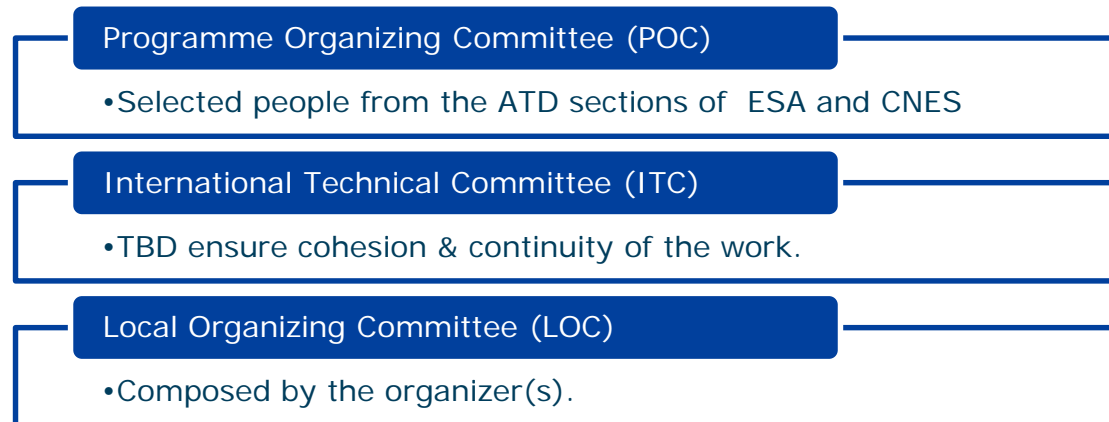 Programme Organizing Committee (POC)
•Selected people from the ATD sections of ESA and CNES
International Technical Committee (ITC)
•TBD ensure cohesion & continuity of the work.
Local Organizing Committee (LOC)
•Composed by the organizer(s).